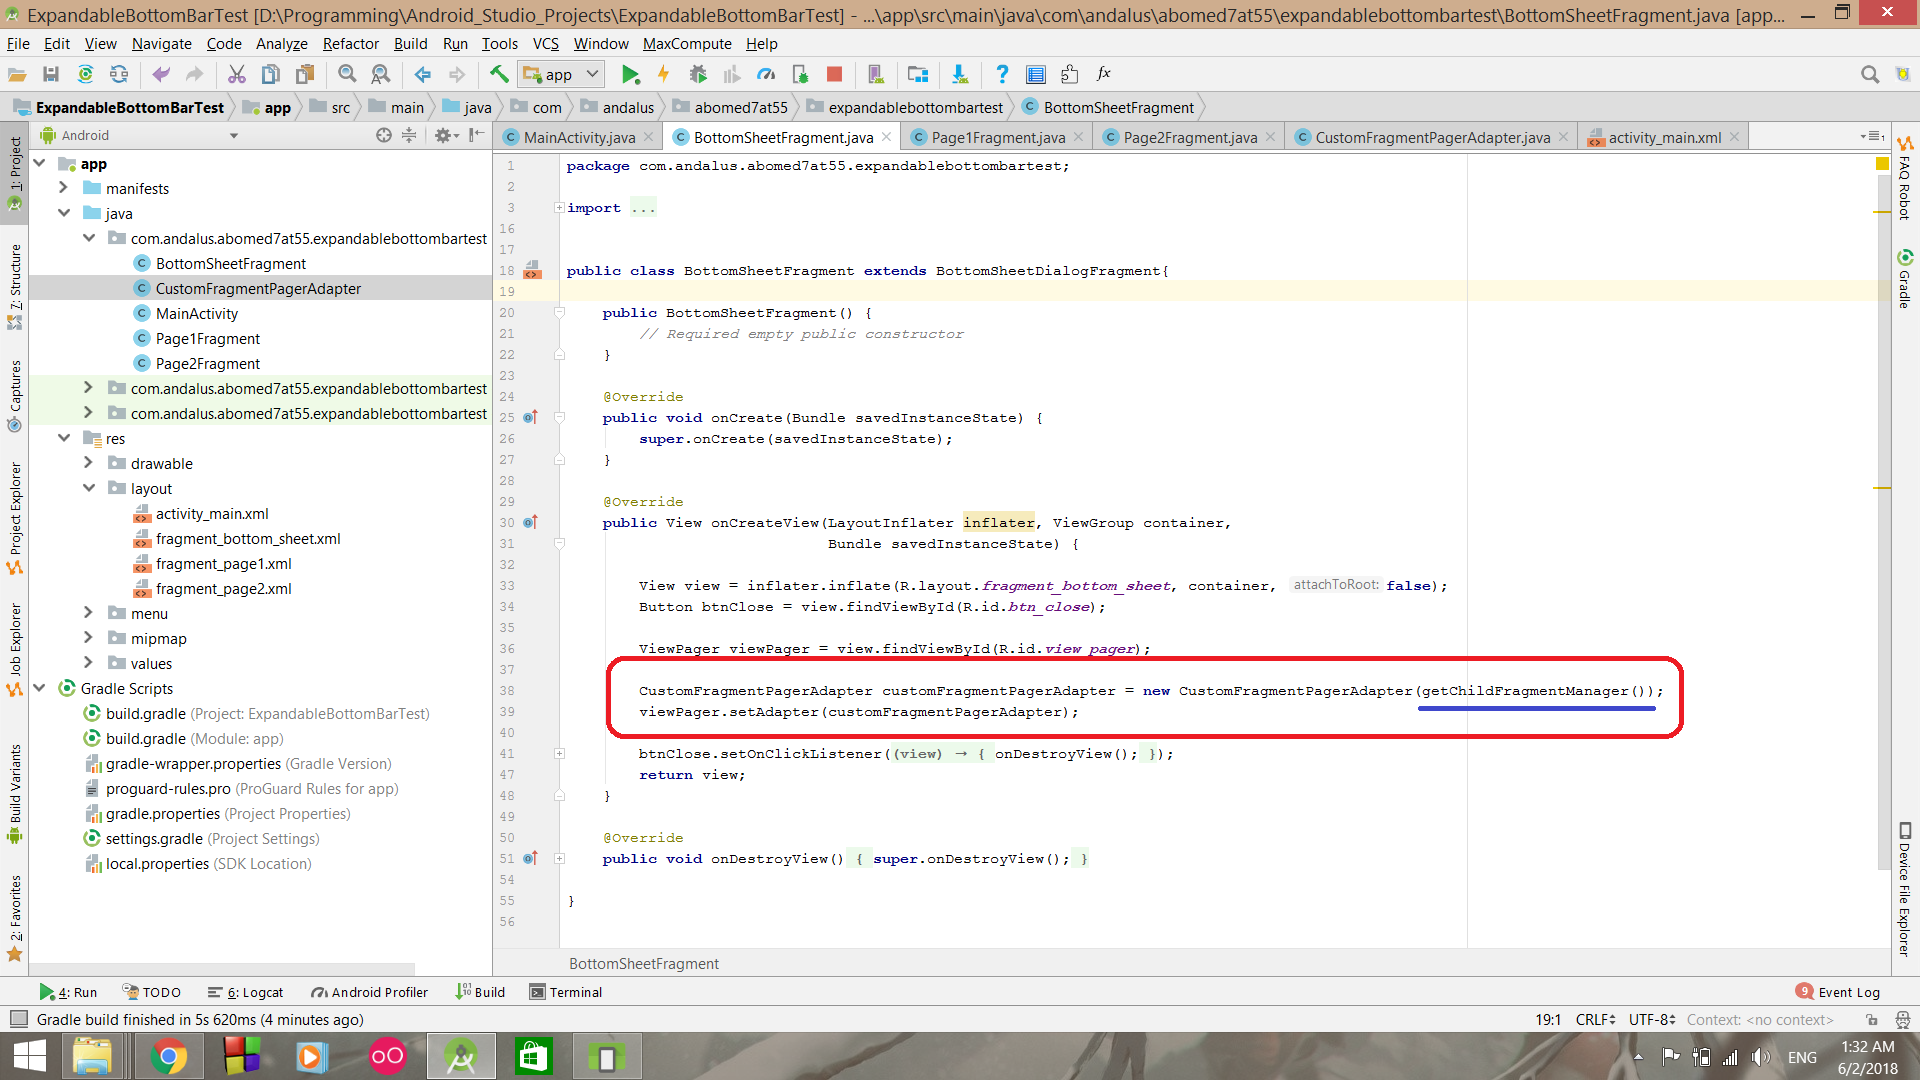 ExpandableBottomBarTest [D:\Programming\Android_Studio_Projects\ExpandableBottomBarTest] - ...\app\src\main\java\com\andalus\abomed7at55\expandablebottombartest\BottomSheetFragment.java [app...
File Edit View Navigate Code Analyze Refactor Build Run Tools VCS Window MaxCompute Help
app
ExpandableBottomBarTest app src main java com andalus abomed7at55 expandablebottombartest BottomSheetFragment
Android
MainActivity.java BottomSheetFragment.java Page1Fragment.java Page2Fragment.java CustomFragmentPagerAdapter.java activity_main.xml
1: Project
7: Structure
Captures
Project Explorer
Job Explorer
Build Variants
2: Favorites
app
manifests
java
com.andalus.abomed7at55.expandablebottombartest
BottomSheetFragment
CustomFragmentPagerAdapter
MainActivity
Page1Fragment
Page2Fragment
com.andalus.abomed7at55.expandablebottombartest
com.andalus.abomed7at55.expandablebottombartest
res
drawable
layout
activity_main.xml
fragment_bottom_sheet.xml
fragment_page1.xml
fragment_page2.xml
menu
mipmap
values
Gradle Scripts
build.gradle (Project: ExpandableBottomBarTest)
build.gradle (Module: app)
gradle-wrapper.properties (Gradle Version)
proguard-rules.pro (ProGuard Rules for app)
gradle.properties (Project Properties)
settings.gradle (Project Settings)
local.properties (SDK Location)
1 package com.andalus.abomed7at55.expandablebottombartest;
2
3 import ...
16
17
18 public class BottomSheetFragment extends BottomSheetDialogFragment{
19
20 public BottomSheetFragment() {
21 // Required empty public constructor
22 }
23
24 @Override
25 public void onCreate(Bundle savedInstanceState) {
26 super.onCreate(savedInstanceState);
27 }
28
29 @Override
30 public View onCreateView(LayoutInflater inflater, ViewGroup container,
31 Bundle savedInstanceState) {
32
33 View view = inflater.inflate(R.layout.fragment_bottom_sheet, container, attachToRoot: false);
34 Button btnClose = view.findViewById(R.id.btn_close);
35
36 ViewPager viewPager = view.findViewById(R.id.view_pager);
37
38 CustomFragmentPagerAdapter customFragmentPagerAdapter = new CustomFragmentPagerAdapter(getChildFragmentManager());
39 viewPager.setAdapter(customFragmentPagerAdapter);
40
41 btnClose.setOnClickListener((view) → { onDestroyView(); });
47 return view;
48 }
49
50 @Override
51 public void onDestroyView() { super.onDestroyView(); }
54
55 }
56
BottomSheetFragment
FAQ Robot
Gradle
Device File Explorer
4: Run TODO 6: Logcat Android Profiler Build Terminal 9 Event Log
Gradle build finished in 5s 620ms (4 minutes ago) 19:1 CRLF UTF-8 Context: <no context>
ENG
1:32 AM
6/2/2018